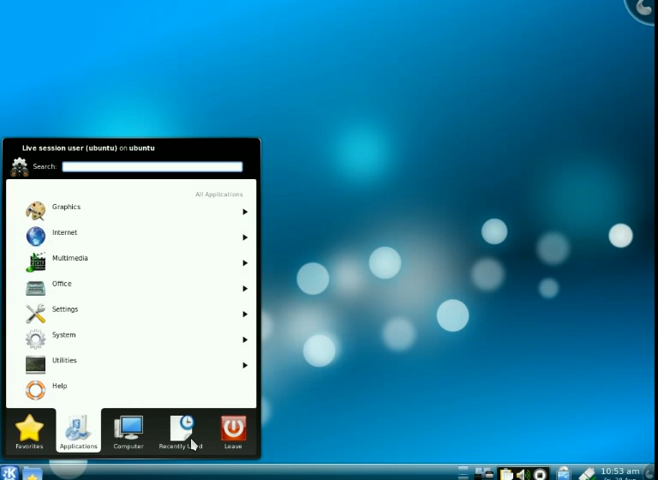 Live session user (ubuntu) on ubuntu
Search:
All Applications
Graphics
Internet
Multimedia
Office
Settings
System
Utilities
Help
Favorites
Applications
Computer
Recently
Leave
10:53 am